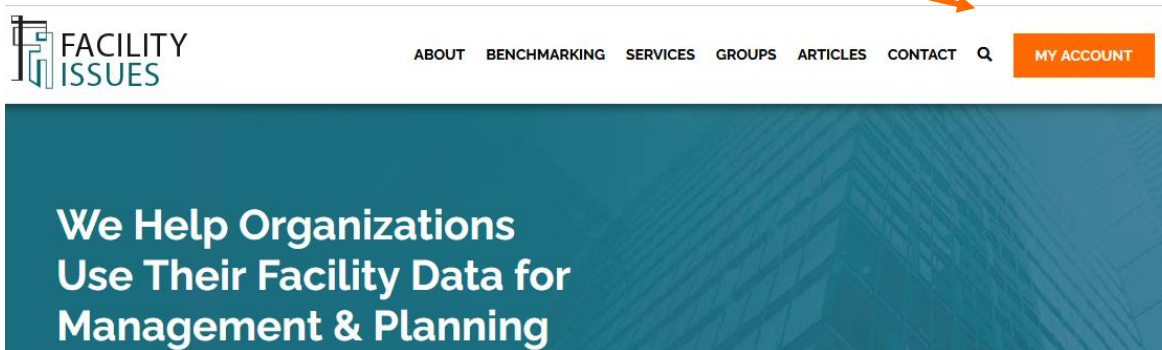 FACILITY
ISSUES
ABOUT BENCHMARKING SERVICES GROUPS ARTICLES CONTACT MY ACCOUNT
We Help Organizations
Use Their Facility Data for
Management & Planning